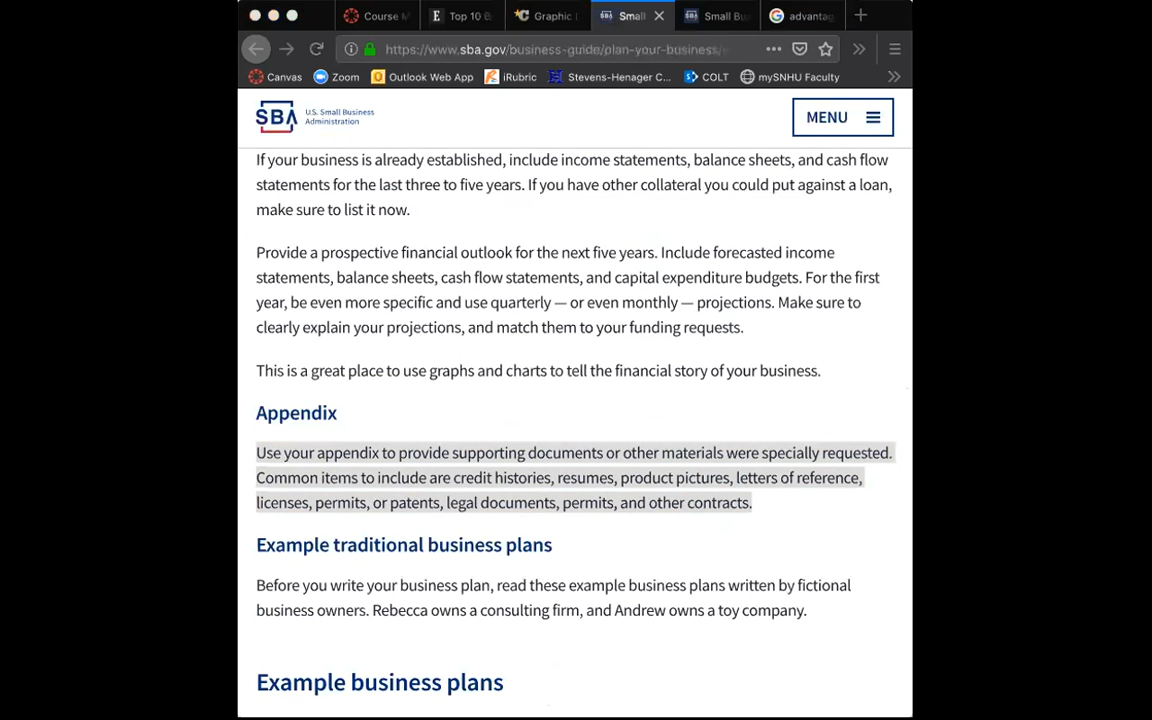 Course M
Top 10 B
Graphic
Small
Small Bu
advantag
https://www.sba.gov/business-guide/plan-your-business/
Canvas
Zoom
Outlook Web App
iRubric
Stevens-Henager C...
COLT
mySNHU Faculty
SBA
U.S. Small Business
Administration
MENU
If your business is already established, include income statements, balance sheets, and cash flow
statements for the last three to five years. If you have other collateral you could put against a loan,
make sure to list it now.
Provide a prospective financial outlook for the next five years. Include forecasted income
statements, balance sheets, cash flow statements, and capital expenditure budgets. For the first
year, be even more specific and use quarterly — or even monthly — projections. Make sure to
clearly explain your projections, and match them to your funding requests.
This is a great place to use graphs and charts to tell the financial story of your business.
Appendix
Use your appendix to provide supporting documents or other materials were specially requested.
Common items to include are credit histories, resumes, product pictures, letters of reference,
licenses, permits, or patents, legal documents, permits, and other contracts.
Example traditional business plans
Before you write your business plan, read these example business plans written by fictional
business owners. Rebecca owns a consulting firm, and Andrew owns a toy company.
Example business plans